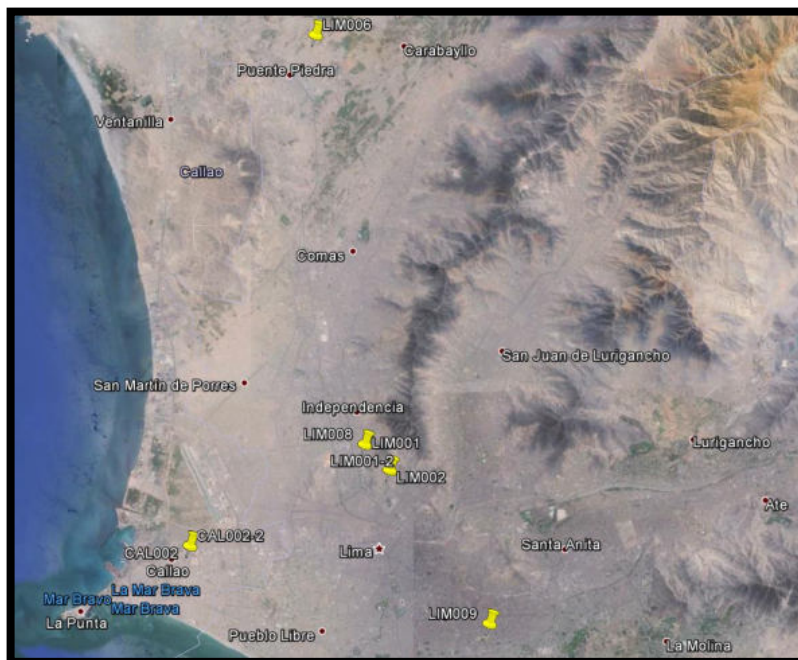 LIM006
Carabayllo
Puente Piedra
Ventanilla
Callao
Comas
San Juan de Lurigancho
San Martin de Porres
Independencia
LIM008
LIM001
Lurigancho
LIM001-2
LIM002
Ate
CAL002-2
CAL002
Lima
Santa Anita
Callao
La Mar Brava
Mar Bravo
Mar Brava
La Punta
LIM009
Pueblo Libre
La Molina